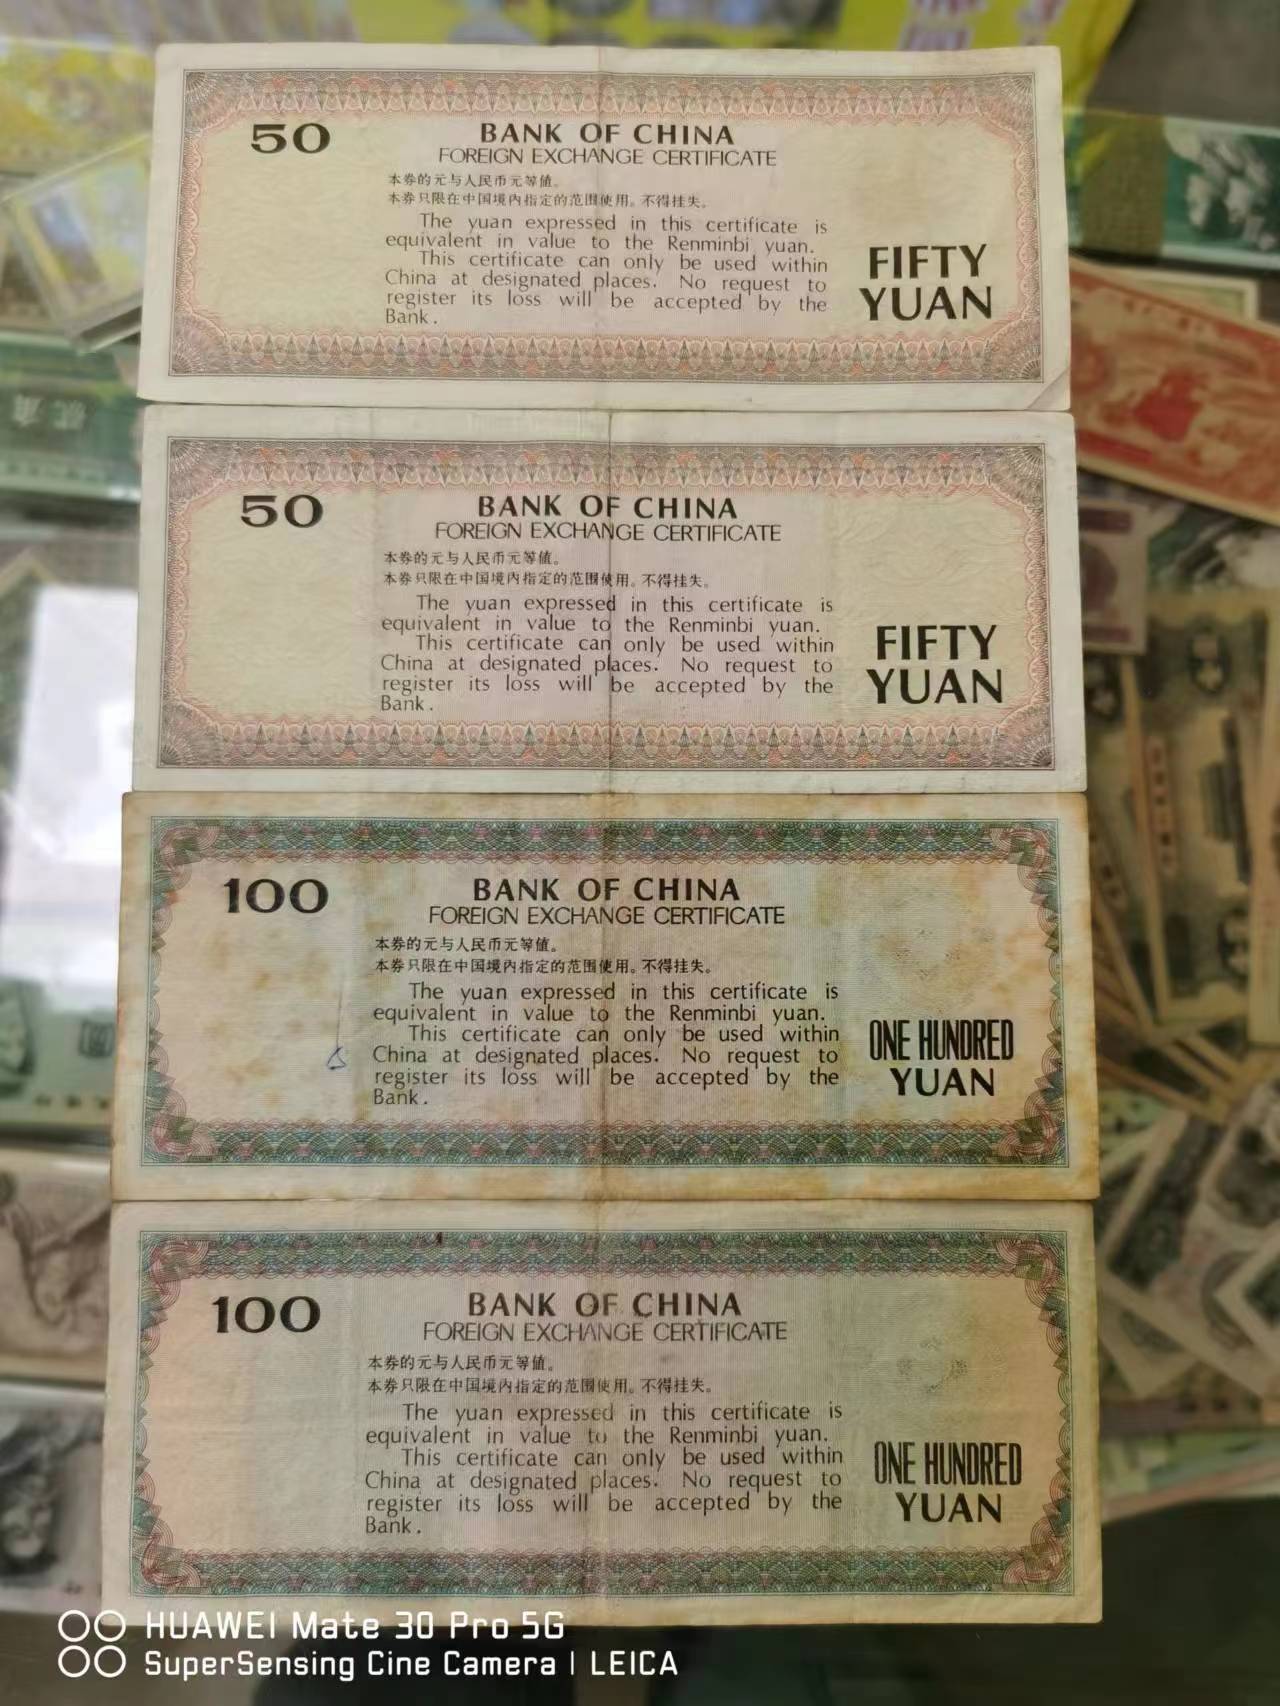 50
BANK OF CHINA
FOREIGN EXCHANGE CERTIFICATE
本券的元与人民币元等值。
本券只限在中国境内指定的范围使用。不得挂失。
The yuan expressed in this certificate is
equivalent in value to the Renminbi yuan.
This certificate can only be used within
China at designated places. No request to
register its loss will be accepted by the
Bank.
FIFTY
YUAN
50
BANK OF CHINA
FOREIGN EXCHANGE CERTIFICATE
本券的元与人民币元等值。
本券只限在中国境内指定的范围使用。不得挂失。
The yuan expressed in this certificate is
equivalent in value to the Renminbi yuan.
This certificate can only be used within
China at designated places. No request to
register its loss will be accepted by the
Bank.
FIFTY
YUAN
100
BANK OF CHINA
FOREIGN EXCHANGE CERTIFICATE
本券的元与人民币元等值。
本券只限在中国境内指定的范围使用。不得挂失。
The yuan expressed in this certificate is
equivalent in value to the Renminbi yuan.
This certificate can only be used within
China at designated places. No request to
register its loss will be accepted by the
Bank.
ONE HUNDRED
YUAN
100
BANK OF CHINA
FOREIGN EXCHANGE CERTIFICATE
本券的元与人民币元等值。
本券只限在中国境内指定的范围使用。不得挂失。
The yuan expressed in this certificate is
equivalent in value to the Renminbi yuan.
This certificate can only be used within
China at designated places. No request to
register its loss will be accepted by the
Bank.
ONE HUNDRED
YUAN
HUAWEI Mate 30 Pro 5G
SuperSensing Cine Camera | LEICA